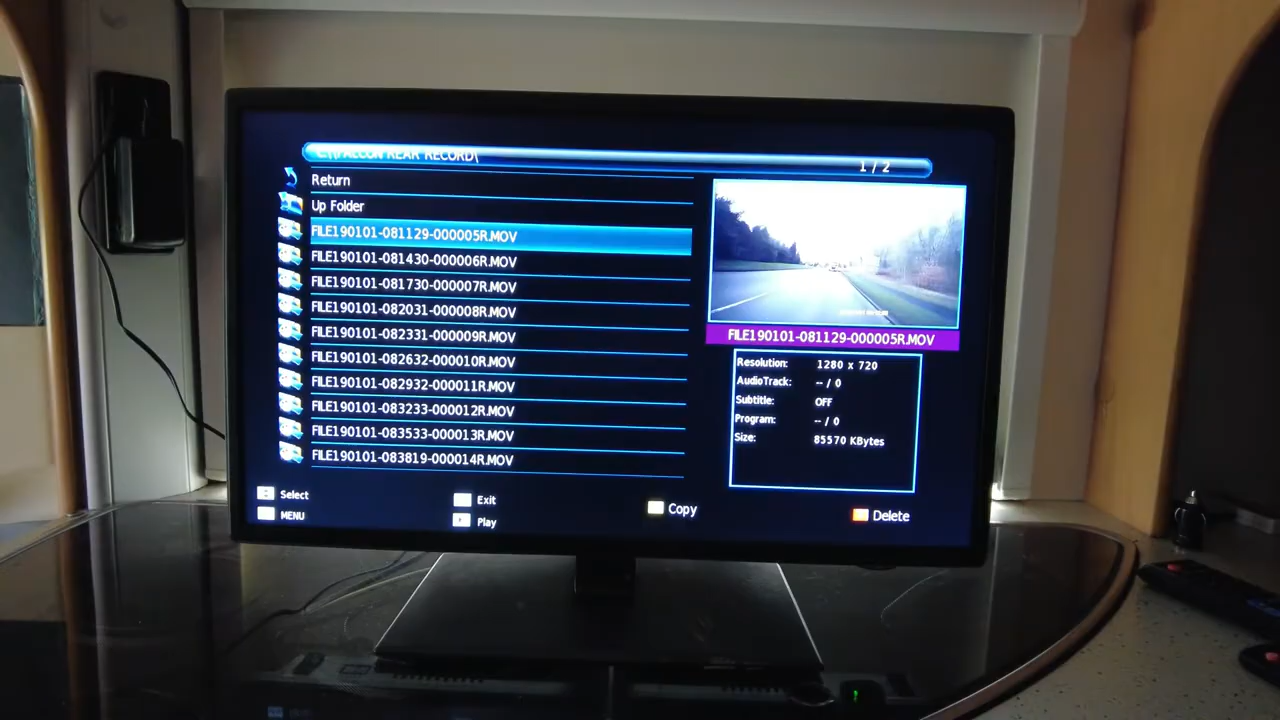 C:\FALCON REAR RECORD\
1 / 2
Return
Up Folder
FILE190101-081129-000005R.MOV
FILE190101-081430-000006R.MOV
FILE190101-081730-000007R.MOV
FILE190101-082031-000008R.MOV
FILE190101-082331-000009R.MOV
FILE190101-082632-000010R.MOV
FILE190101-082932-000011R.MOV
FILE190101-083233-000012R.MOV
FILE190101-083533-000013R.MOV
FILE190101-083819-000014R.MOV
FILE190101-081129-000005R.MOV
Resolution: 1280 x 720
AudioTrack: -- / 0
Subtitle: OFF
Program: -- / 0
Size: 85570 KBytes
Select
Exit
Copy
Delete
MENU
Play